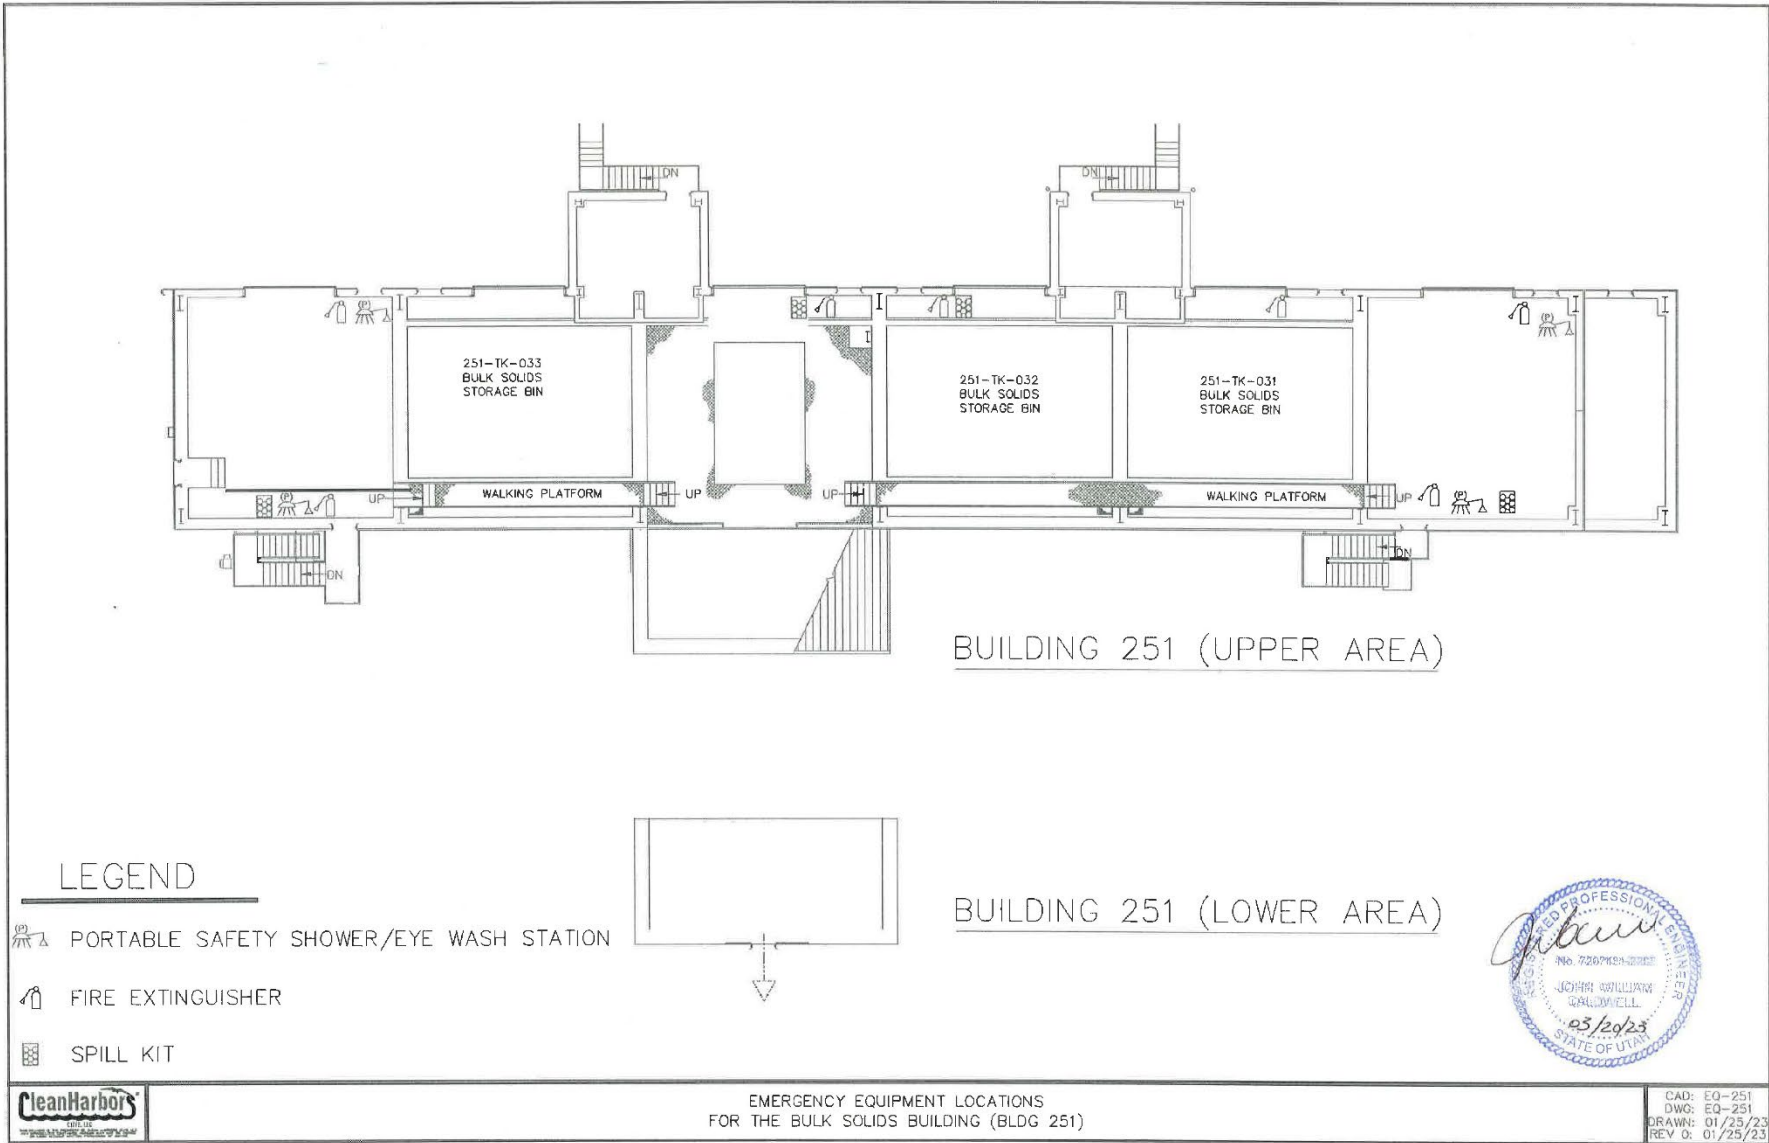 DN
DN
251-TK-033
BULK SOLIDS
STORAGE BIN
251-TK-032
BULK SOLIDS
STORAGE BIN
251-TK-031
BULK SOLIDS
STORAGE BIN
(P)
(P)
UP
WALKING PLATFORM
UP
UP
WALKING PLATFORM
UP
(P)
(P)
DN
DN
BUILDING 251 (UPPER AREA)
LEGEND
(P) PORTABLE SAFETY SHOWER/EYE WASH STATION
FIRE EXTINGUISHER
SPILL KIT
BUILDING 251 (LOWER AREA)
REGISTERED PROFESSIONAL ENGINEER
No.
JOHN WILLIAM
CALDWELL
03/20/23
STATE OF UTAH
CleanHarbors
EMERGENCY EQUIPMENT LOCATIONS
FOR THE BULK SOLIDS BUILDING (BLDG 251)
CAD: EQ-251
DWG: EQ-251
DRAWN: 01/25/23
REV 0: 01/25/23